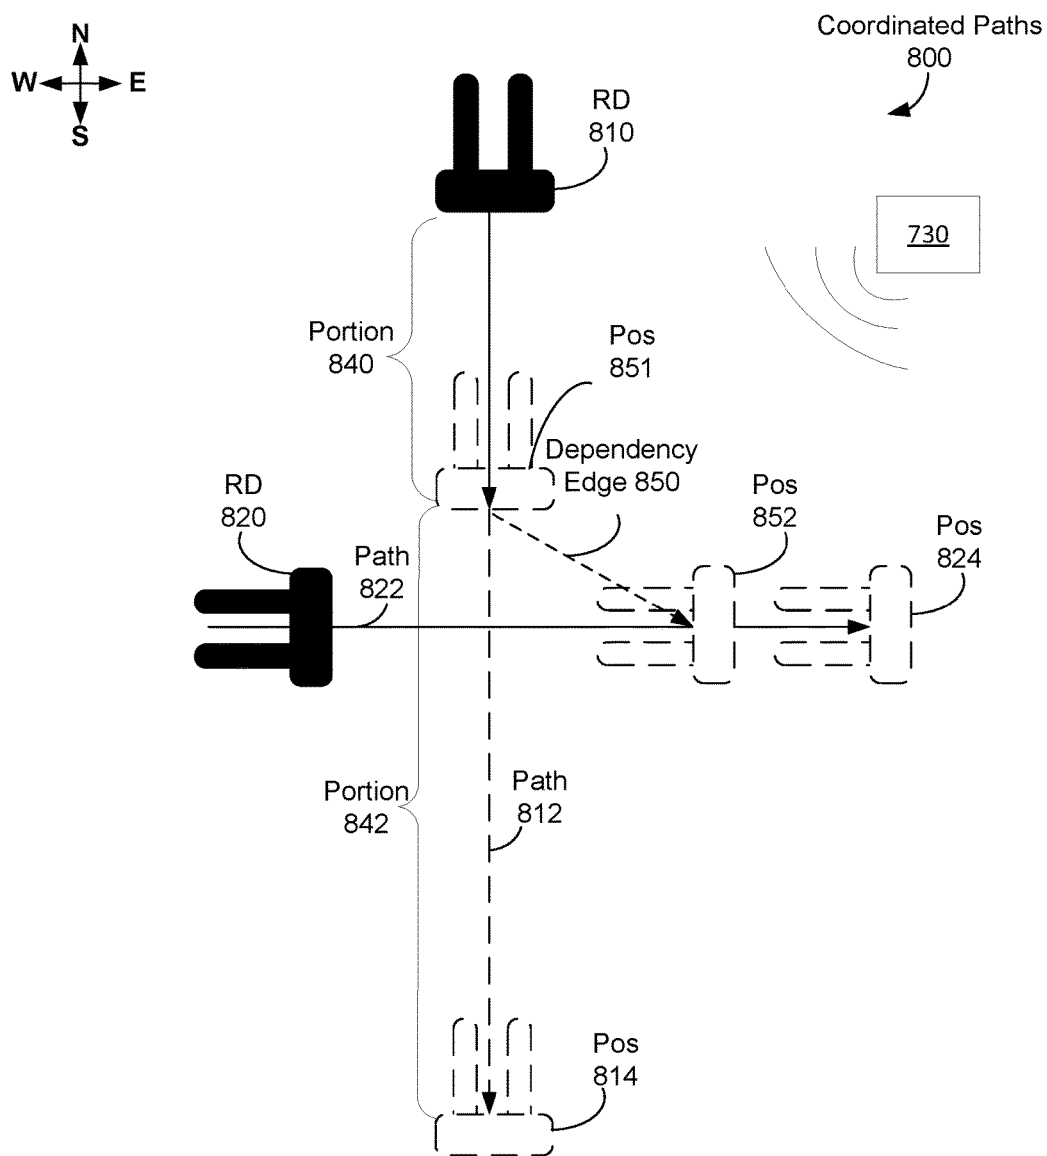 Coordinated Paths
800
N
W E
S
RD
810
730
Portion
840
Pos
851
Dependency
Edge 850
RD
820
Pos
852
Pos
824
Path
822
Portion
842
Path
812
Pos
814